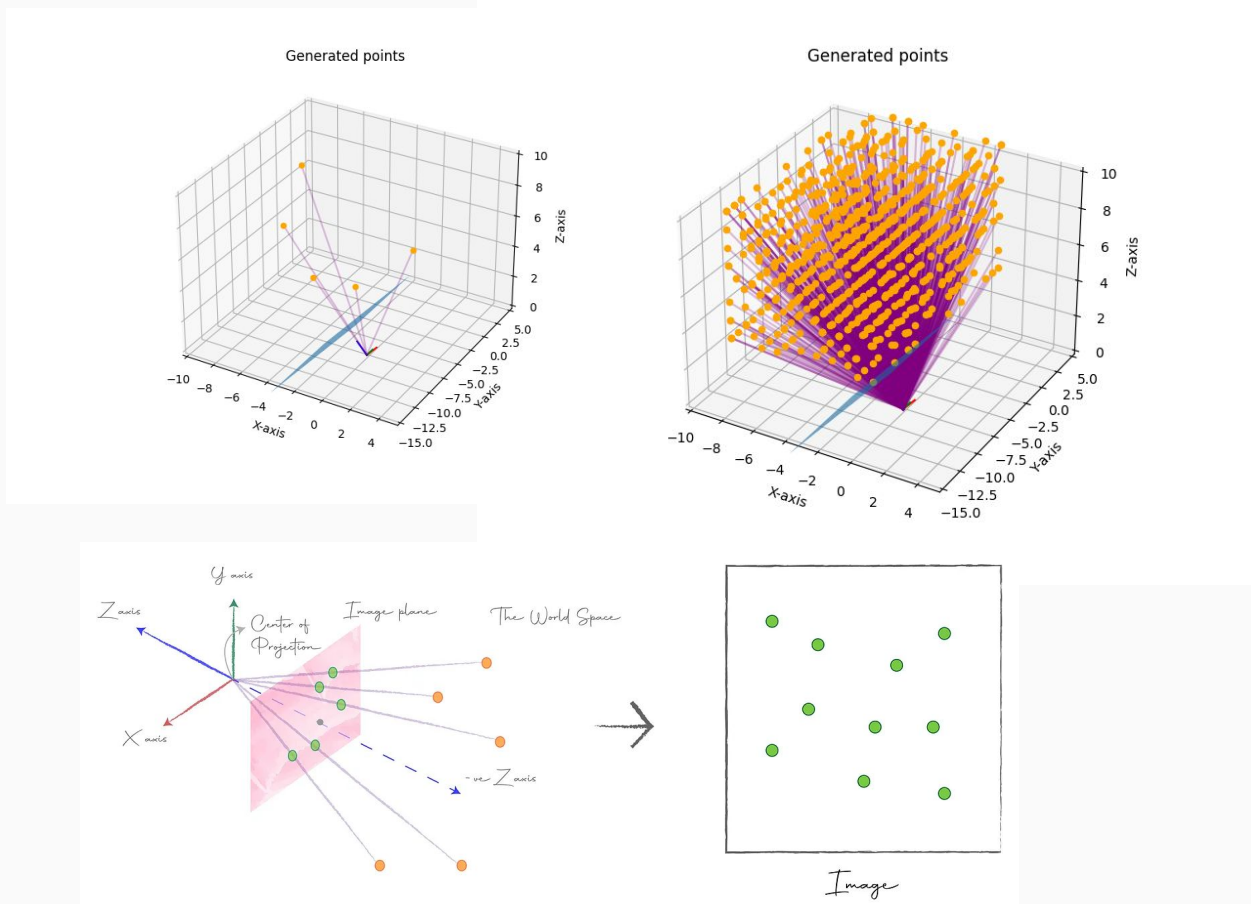 Generated points
10
8
6
4
2
0
Z-axis
5.0
2.5
0.0
−2.5
−5.0
−7.5
−10.0
−12.5
−15.0
Y-axis
−10
−8
−6
−4
−2
0
2
4
X-axis
Generated points
10
8
6
4
2
0
Z-axis
5.0
2.5
0.0
−2.5
−5.0
−7.5
−10.0
−12.5
−15.0
Y-axis
−10
−8
−6
−4
−2
0
2
4
X-axis
Y axis
Z axis
Center of
Projection
Image plane
The World Space
X axis
-ve Z axis
Image